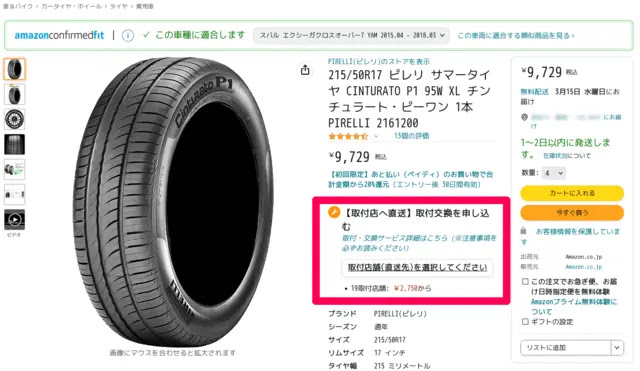 車＆バイク › カータイヤ・ホイール › タイヤ › 乗用車
amazonconfirmedfit
✓ この車種に適合します
スバル エクシーガクロスオーバー7 YAM 2015.04 - 2018.03
この車両に適合する類似商品を見る ›
PIRELLI(ピレリ)のストアを表示
215/50R17 ピレリ サマータイ
ヤ CINTURATO P1 95W XL チン
チュラート・ピーワン 1本
PIRELLI 2161200
13個の評価
¥9,729 税込
【初回限定】あと払い（ペイディ）のお買い物で合
計金額から20%還元（エントリー後 30日間有効）
【取付店へ直送】取付交換を申し込
む
取付・交換サービス詳細はこちら（※注意事項を
必ずお読みください）
取付店舗(直送先)を選択してください
• 19取付店舗: ￥2,750から
ブランド PIRELLI(ピレリ)
シーズン 通年
サイズ 215/50R17
リムサイズ 17 インチ
タイヤ幅 215 ミリメートル
Cinturato P1
PIRELLI
ビデオ
画像にマウスを合わせると拡大されます
¥9,729 税込
無料配送 3月15日 水曜日にお
届け
にお届
け
1～2日以内に発送しま
す。 在庫状況について
数量: 4
カートに入れる
今すぐ買う
お客様情報を保護していま
す
出荷元 Amazon.co.jp
販売元 Amazon.co.jp
この注文でお急ぎ便、お届
け日時指定便を無料体験
Amazonプライム無料体験に
ついて
ギフトの設定
リストに追加